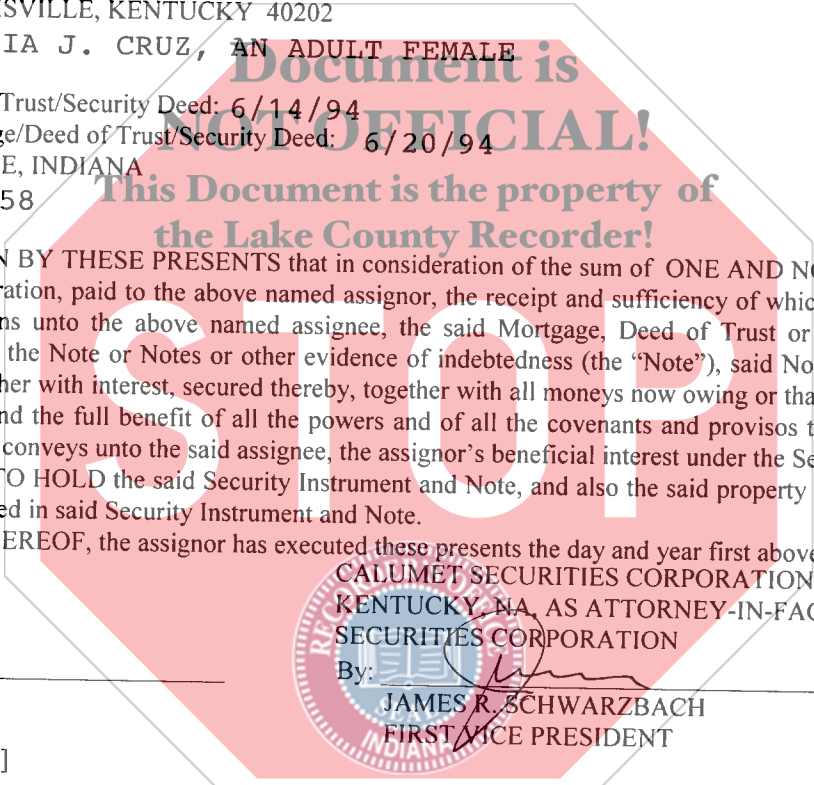 SVILLE, KENTUCKY 40202
IA J. CRUZ, AN ADULT FEMALE
Document is
Trust/Security Deed: 6/14/94
NOT OFFICIAL!
ge/Deed of Trust/Security Deed: 6/20/94
E, INDIANA
This Document is the property of
58
the Lake County Recorder!
N BY THESE PRESENTS that in consideration of the sum of ONE AND NO
ration, paid to the above named assignor, the receipt and sufficiency of whic
ns unto the above named assignee, the said Mortgage, Deed of Trust or
the Note or Notes or other evidence of indebtedness (the “Note”), said No
her with interest, secured thereby, together with all moneys now owing or tha
nd the full benefit of all the powers and of all the covenants and provisos t
conveys unto the said assignee, the assignor's beneficial interest under the Se
TO HOLD the said Security Instrument and Note, and also the said property
ed in said Security Instrument and Note.
STOP
EREOF, the assignor has executed these presents the day and year first above
CALUMET SECURITIES CORPORATION
KENTUCKY, NA, AS ATTORNEY-IN-FAC
SECURITIES CORPORATION
By:
JAMES R. SCHWARZBACH
FIRST VICE PRESIDENT
SEAL
INDIANA
]